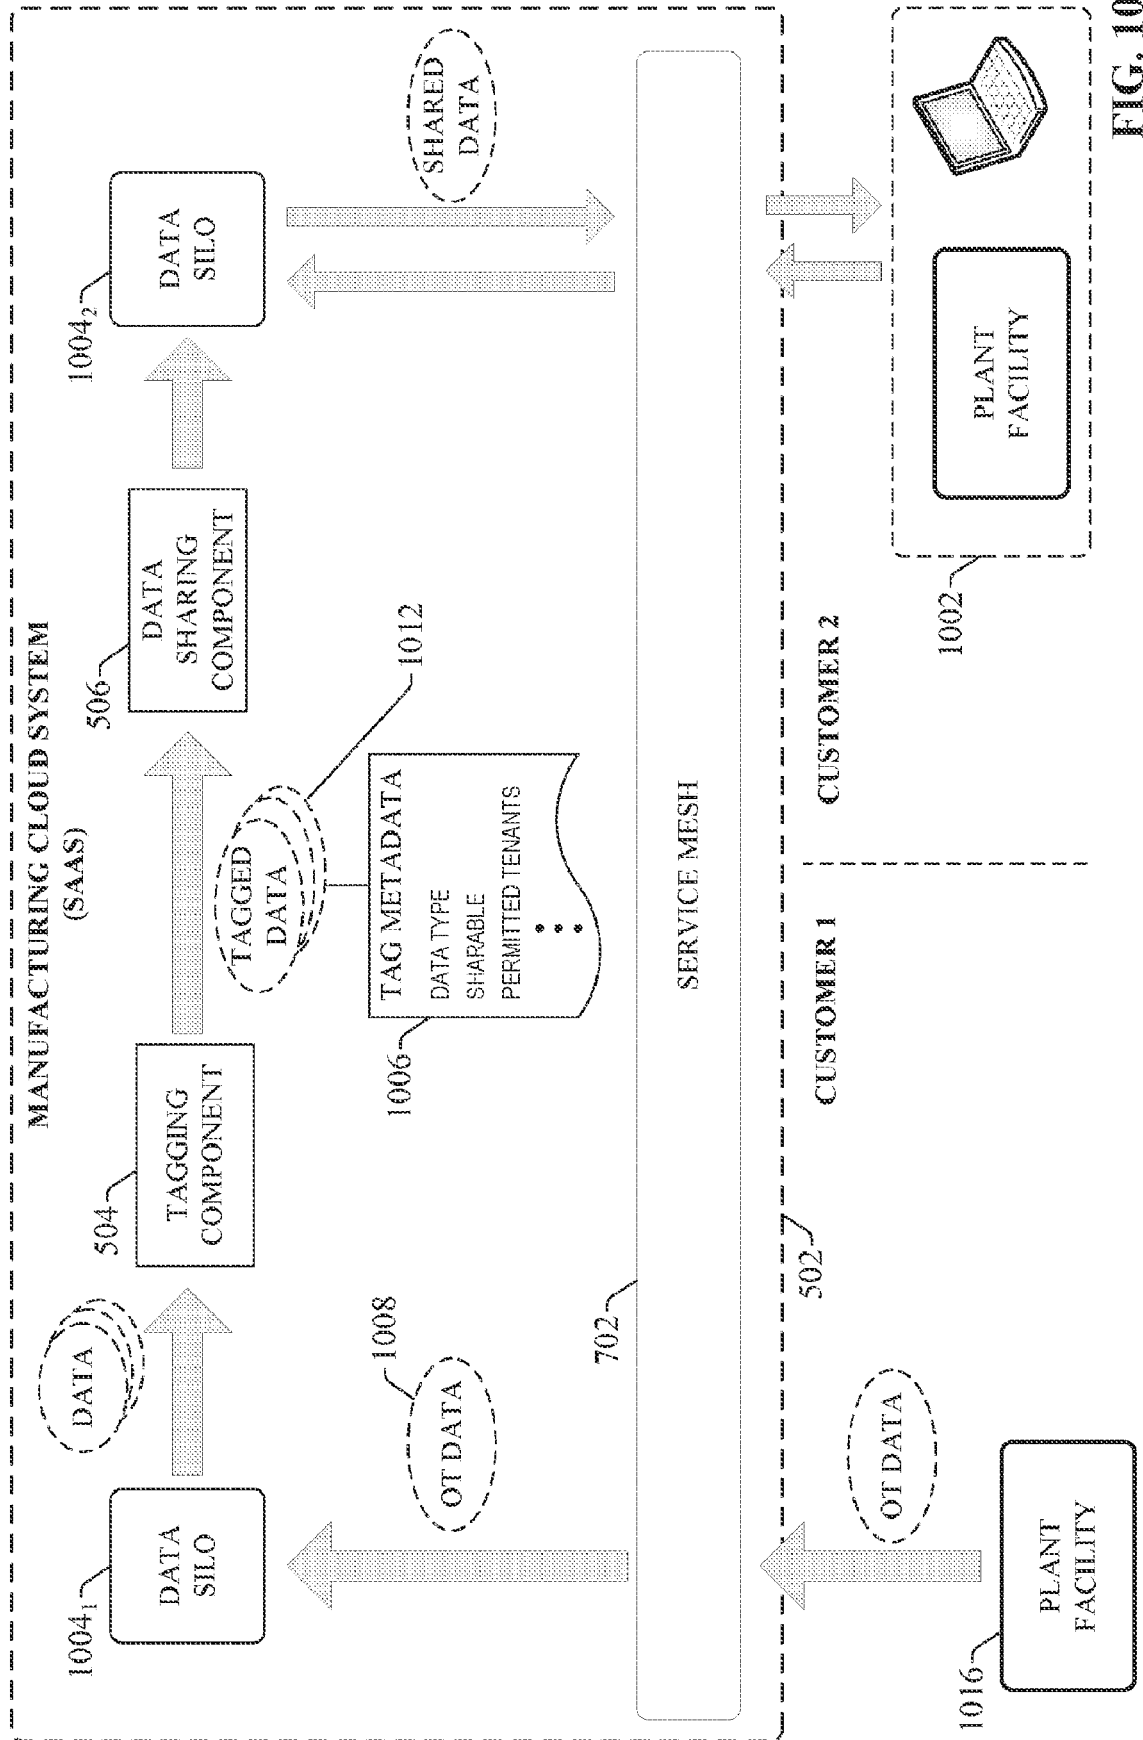 MANUFACTURING CLOUD SYSTEM
(SAAS)
1004₁
DATA
SILO
DATA
504
TAGGING
COMPONENT
TAGGED
DATA
1012
506
DATA
SHARING
COMPONENT
1004₂
DATA
SILO
OT DATA
1008
1006
TAG METADATA
DATA TYPE
SHARABLE
PERMITTED TENANTS
SHARED
DATA
702
SERVICE MESH
502
OT DATA
CUSTOMER 1
CUSTOMER 2
1016
PLANT
FACILITY
1002
PLANT
FACILITY
FIG. 10